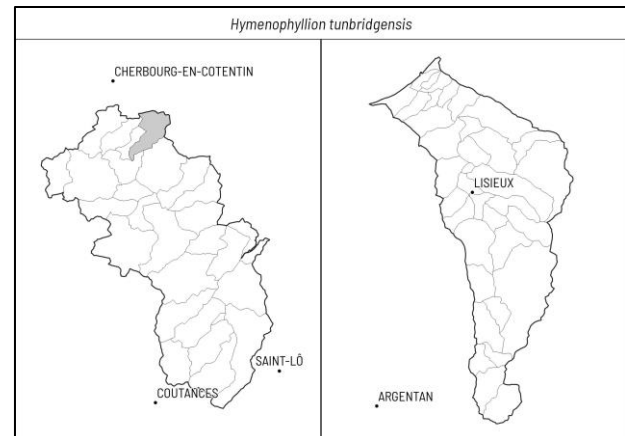 Hymenophyllion tunbridgensis
CHERBOURG-EN-COTENTIN
LISIEUX
SAINT-LÔ
COUTANCES
ARGENTAN